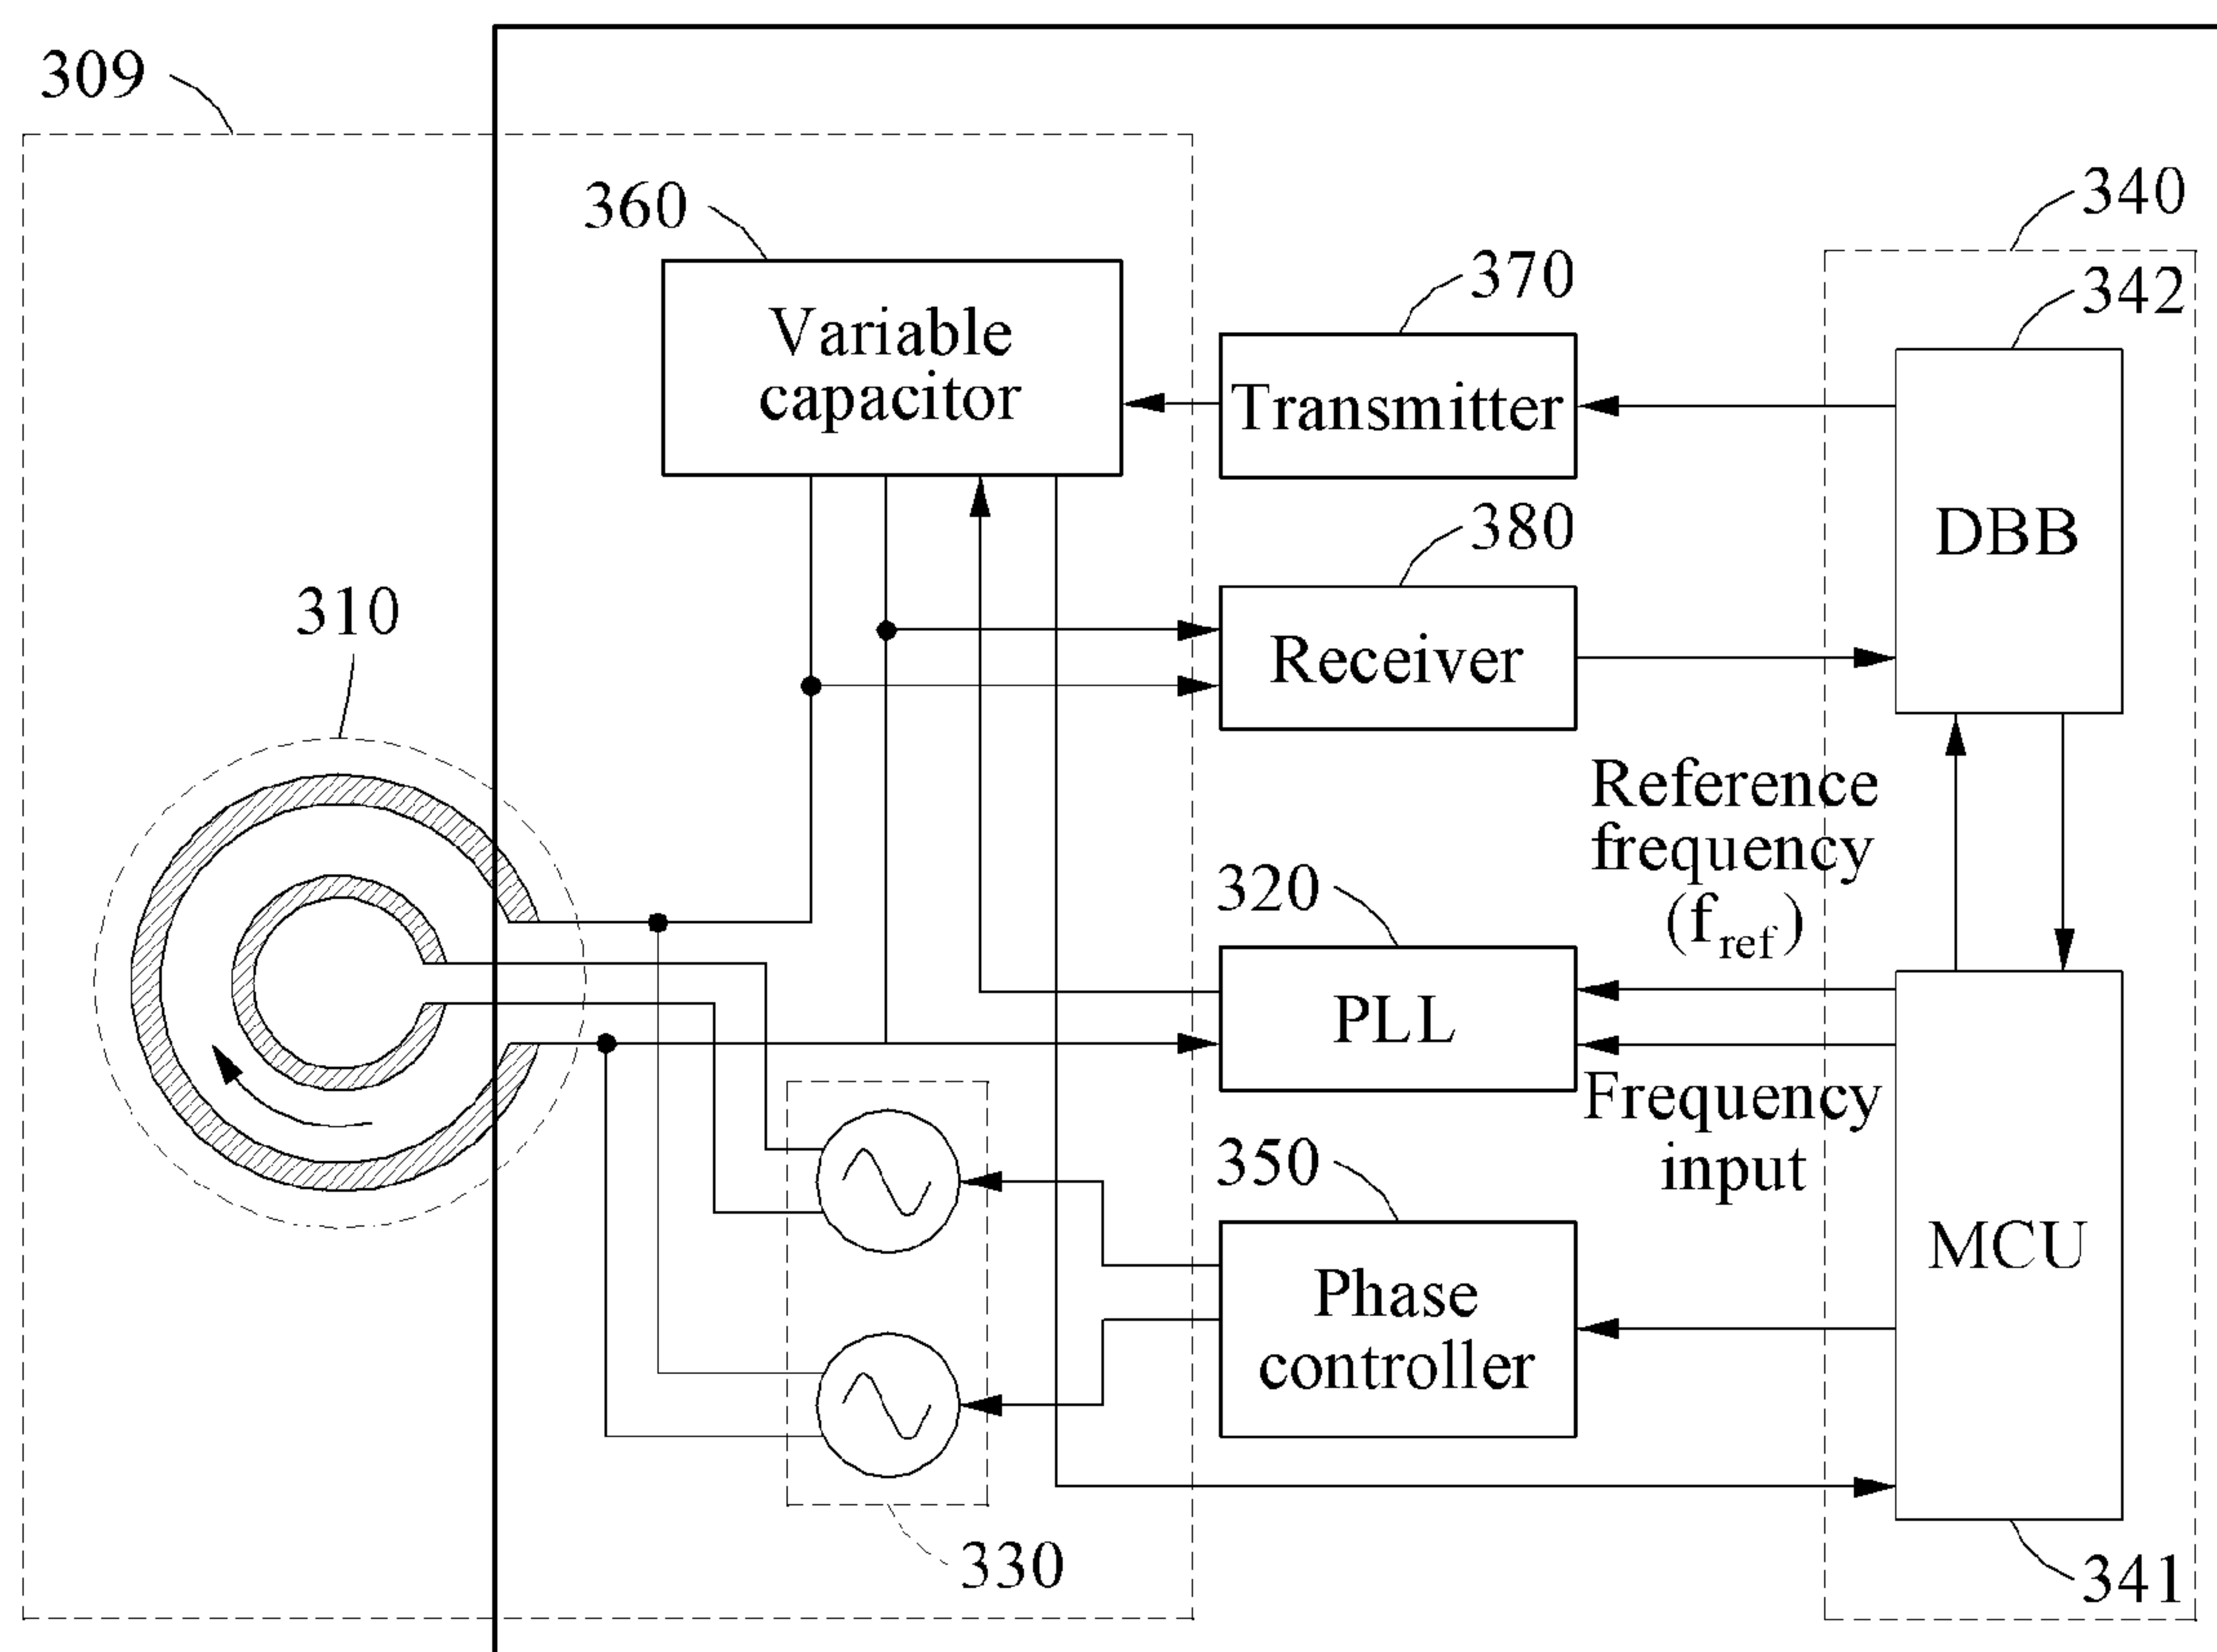 309
340
360
342
370
Variable
capacitor
Transmitter
DBB
380
310
Receiver
Reference
frequency
(fref)
320
PLL
Frequency
input
350
MCU
Phase
controller
330
341